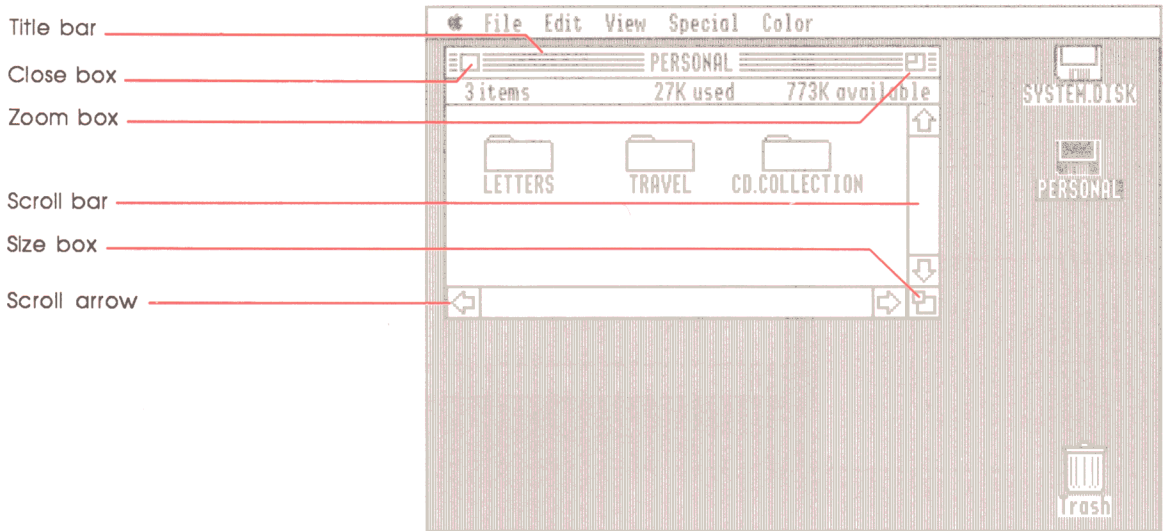 Title bar
Close box
Zoom box
Scroll bar
Size box
Scroll arrow
File Edit View Special Color
PERSONAL
3 items 27K used 773K available
LETTERS TRAVEL CD.COLLECTION
SYSTEM.DISK
PERSONAL
Trash